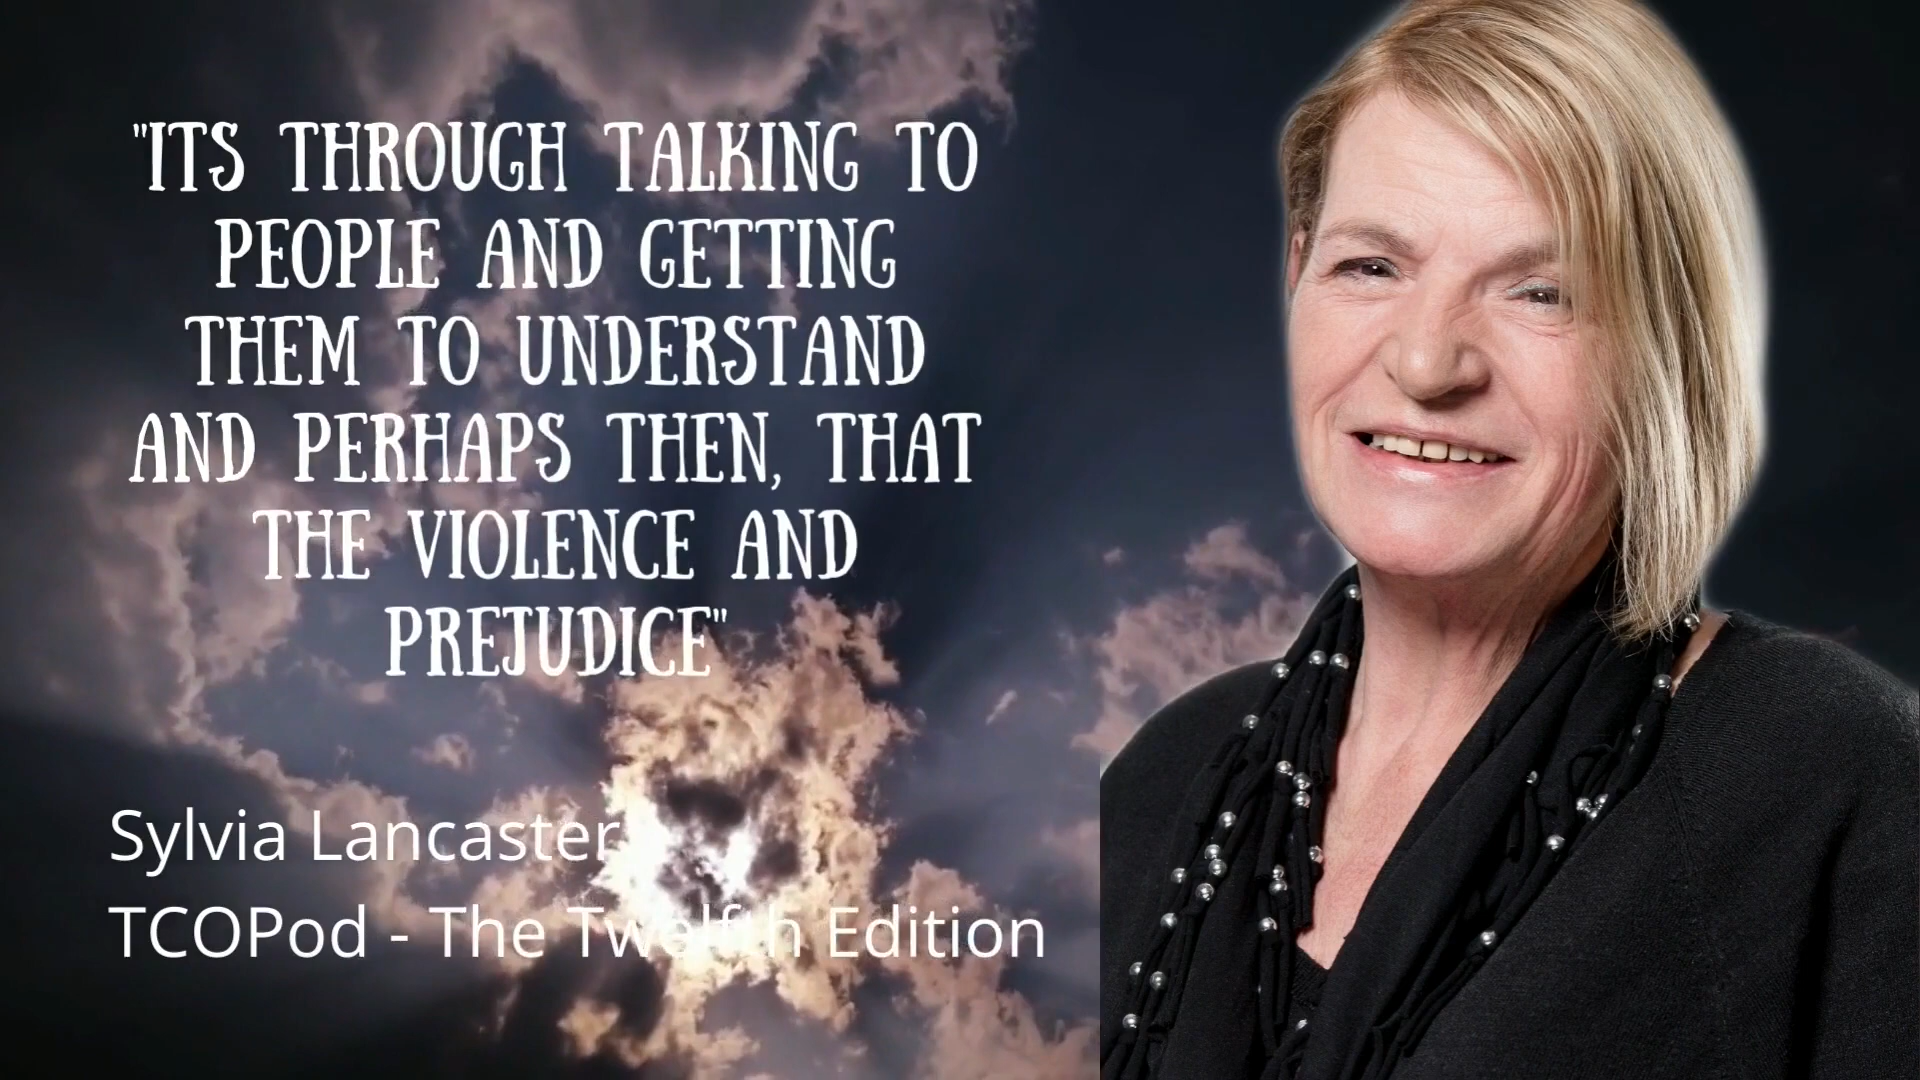 "ITS THROUGH TALKING TO
PEOPLE AND GETTING
THEM TO UNDERSTAND
AND PERHAPS THEN, THAT
THE VIOLENCE AND
PREJUDICE"
Sylvia Lancaster
TCOPod - The Twelfth Edition